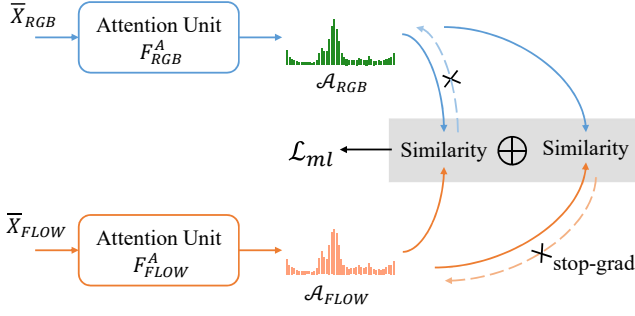 X̅_RGB
Attention Unit
F^A_RGB
𝒜_RGB
ℒ_ml
Similarity ⊕ Similarity
X̅_FLOW
Attention Unit
F^A_FLOW
𝒜_FLOW
stop-grad